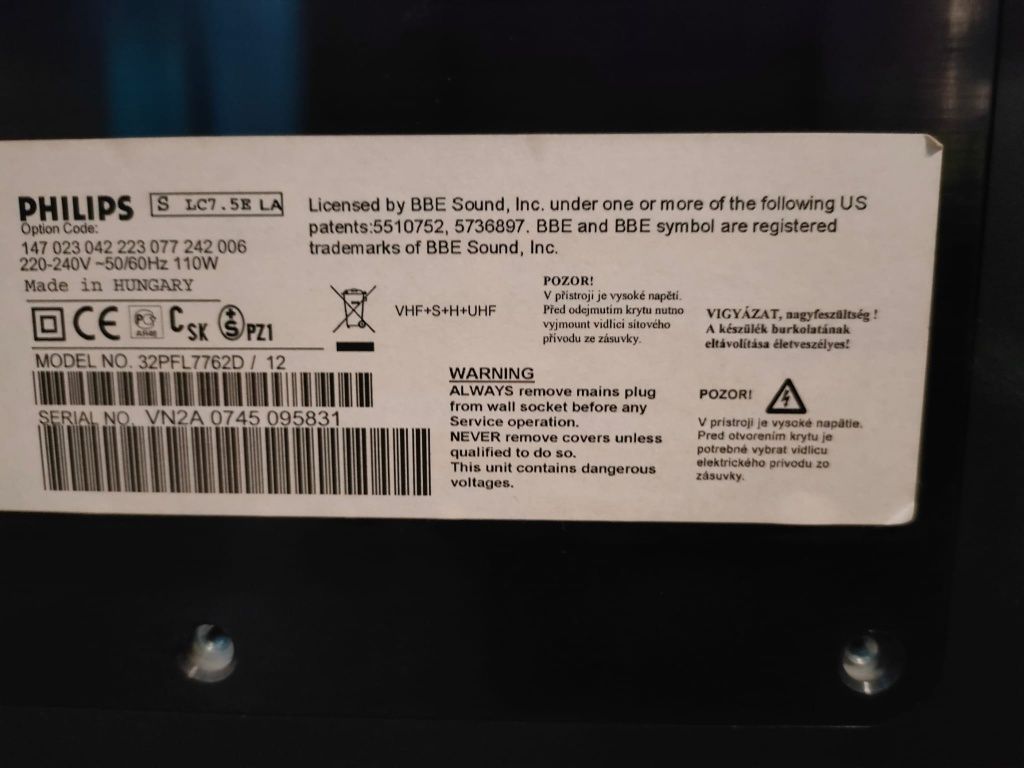 PHILIPS
S LC7.5E LA
Option Code:
147 023 042 223 077 242 006
220-240V ~50/60Hz 110W
Made in HUNGARY
CE
C SK
S PZ1
MODEL NO. 32PFL7762D / 12
SERIAL NO. VN2A 0745 095831
Licensed by BBE Sound, Inc. under one or more of the following US
patents:5510752, 5736897. BBE and BBE symbol are registered
trademarks of BBE Sound, Inc.
VHF+S+H+UHF
POZOR!
V přístroji je vysoké napětí.
Před odejmutím krytu nutno
vyjmount vidlici síťového
přívodu ze zásuvky.
VIGYÁZAT, nagyfeszültség !
A készülék burkolatának
eltávolítása életveszélyes!
WARNING
ALWAYS remove mains plug
from wall socket before any
Service operation.
NEVER remove covers unless
qualified to do so.
This unit contains dangerous
voltages.
POZOR!
V prístroji je vysoké napätie.
Pred otvorením krytu je
potrebné vybrať vidlicu
elektrického prívodu zo
zásuvky.